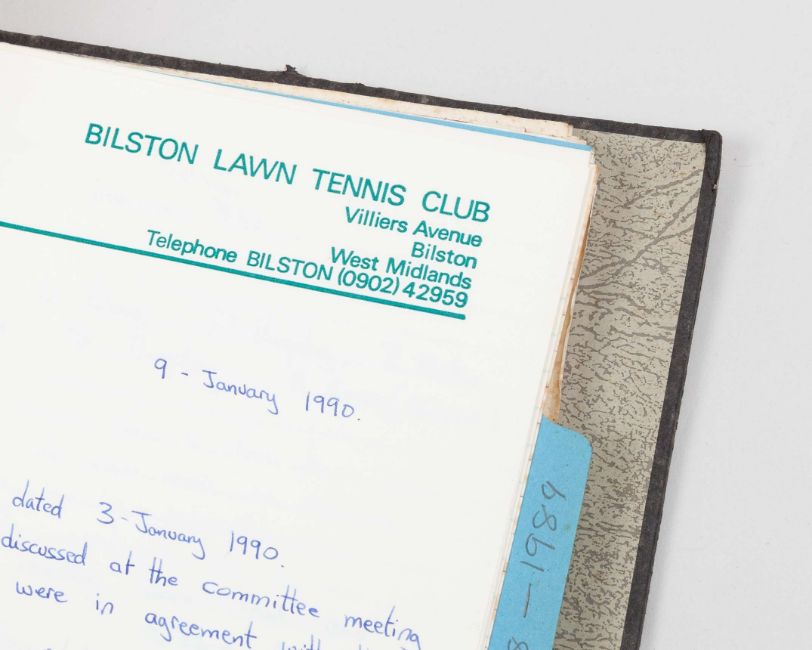 BILSTON LAWN TENNIS CLUB
Villiers Avenue
Bilston
West Midlands
Telephone BILSTON (0902) 42959
9 - January 1990.
dated 3-January 1990.
discussed at the committee meeting
were in agreement with
1989 -